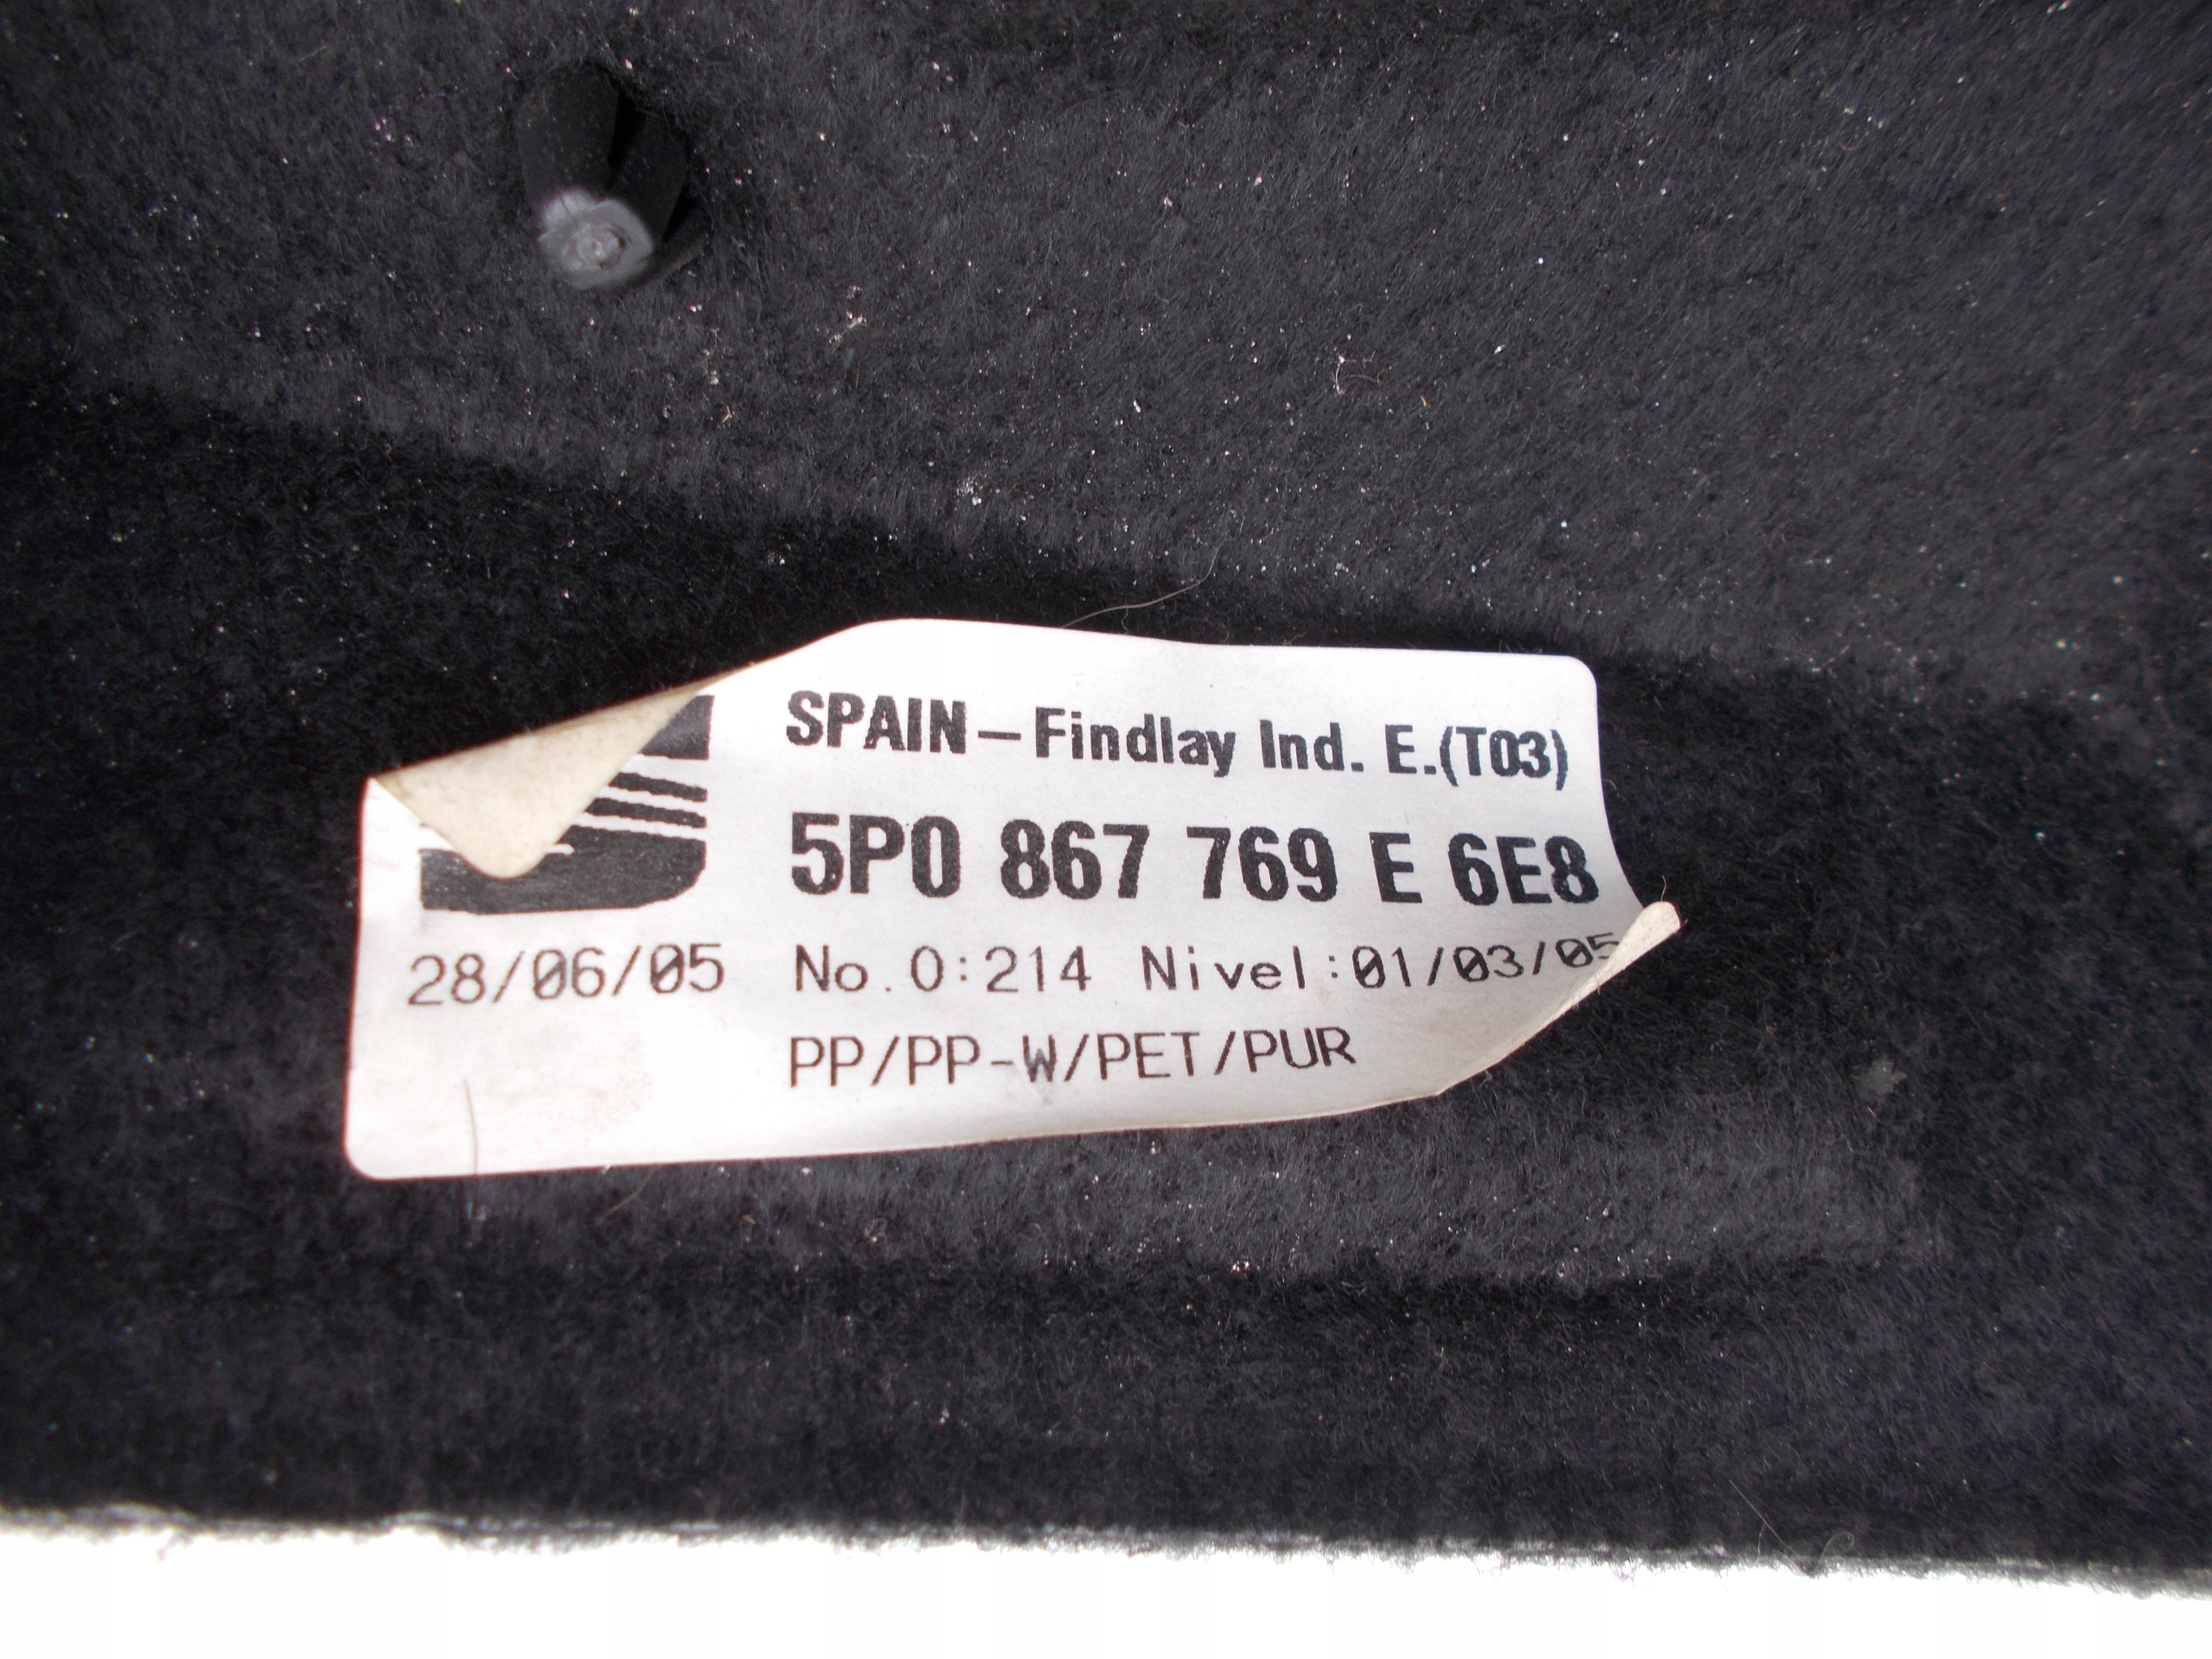 SPAIN-Findlay Ind. E.(T03)
5P0 867 769 E 6E8
28/06/05 No.0:214 Nivel:01/03/05
PP/PP-W/PET/PUR